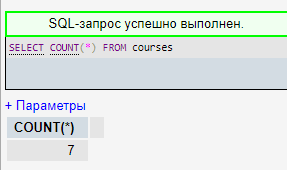 SQL-запрос успешно выполнен.
SELECT COUNT(*) FROM courses
+ Параметры
COUNT(*)
7